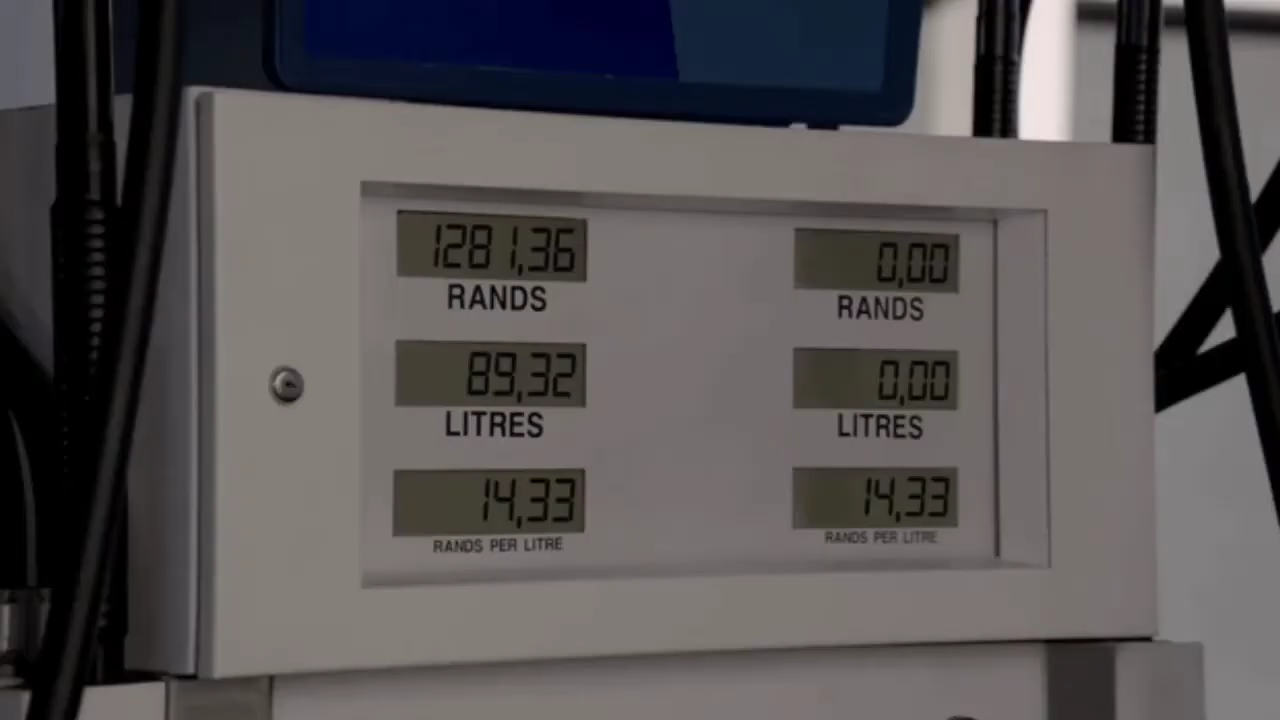 1281,36
RANDS
89,32
LITRES
14,33
RANDS PER LITRE
0,00
RANDS
0,00
LITRES
14,33
RANDS PER LITRE